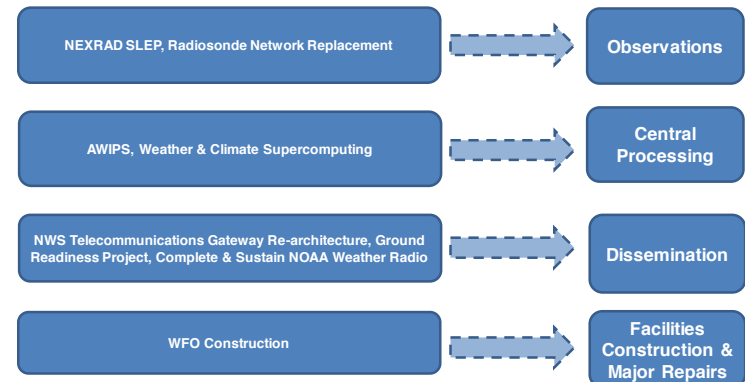 NEXRAD SLEP, Radiosonde Network Replacement
Observations
AWIPS, Weather & Climate Supercomputing
Central
Processing
NWS Telecommunications Gateway Re-architecture, Ground
Readiness Project, Complete & Sustain NOAA Weather Radio
Dissemination
WFO Construction
Facilities
Construction &
Major Repairs